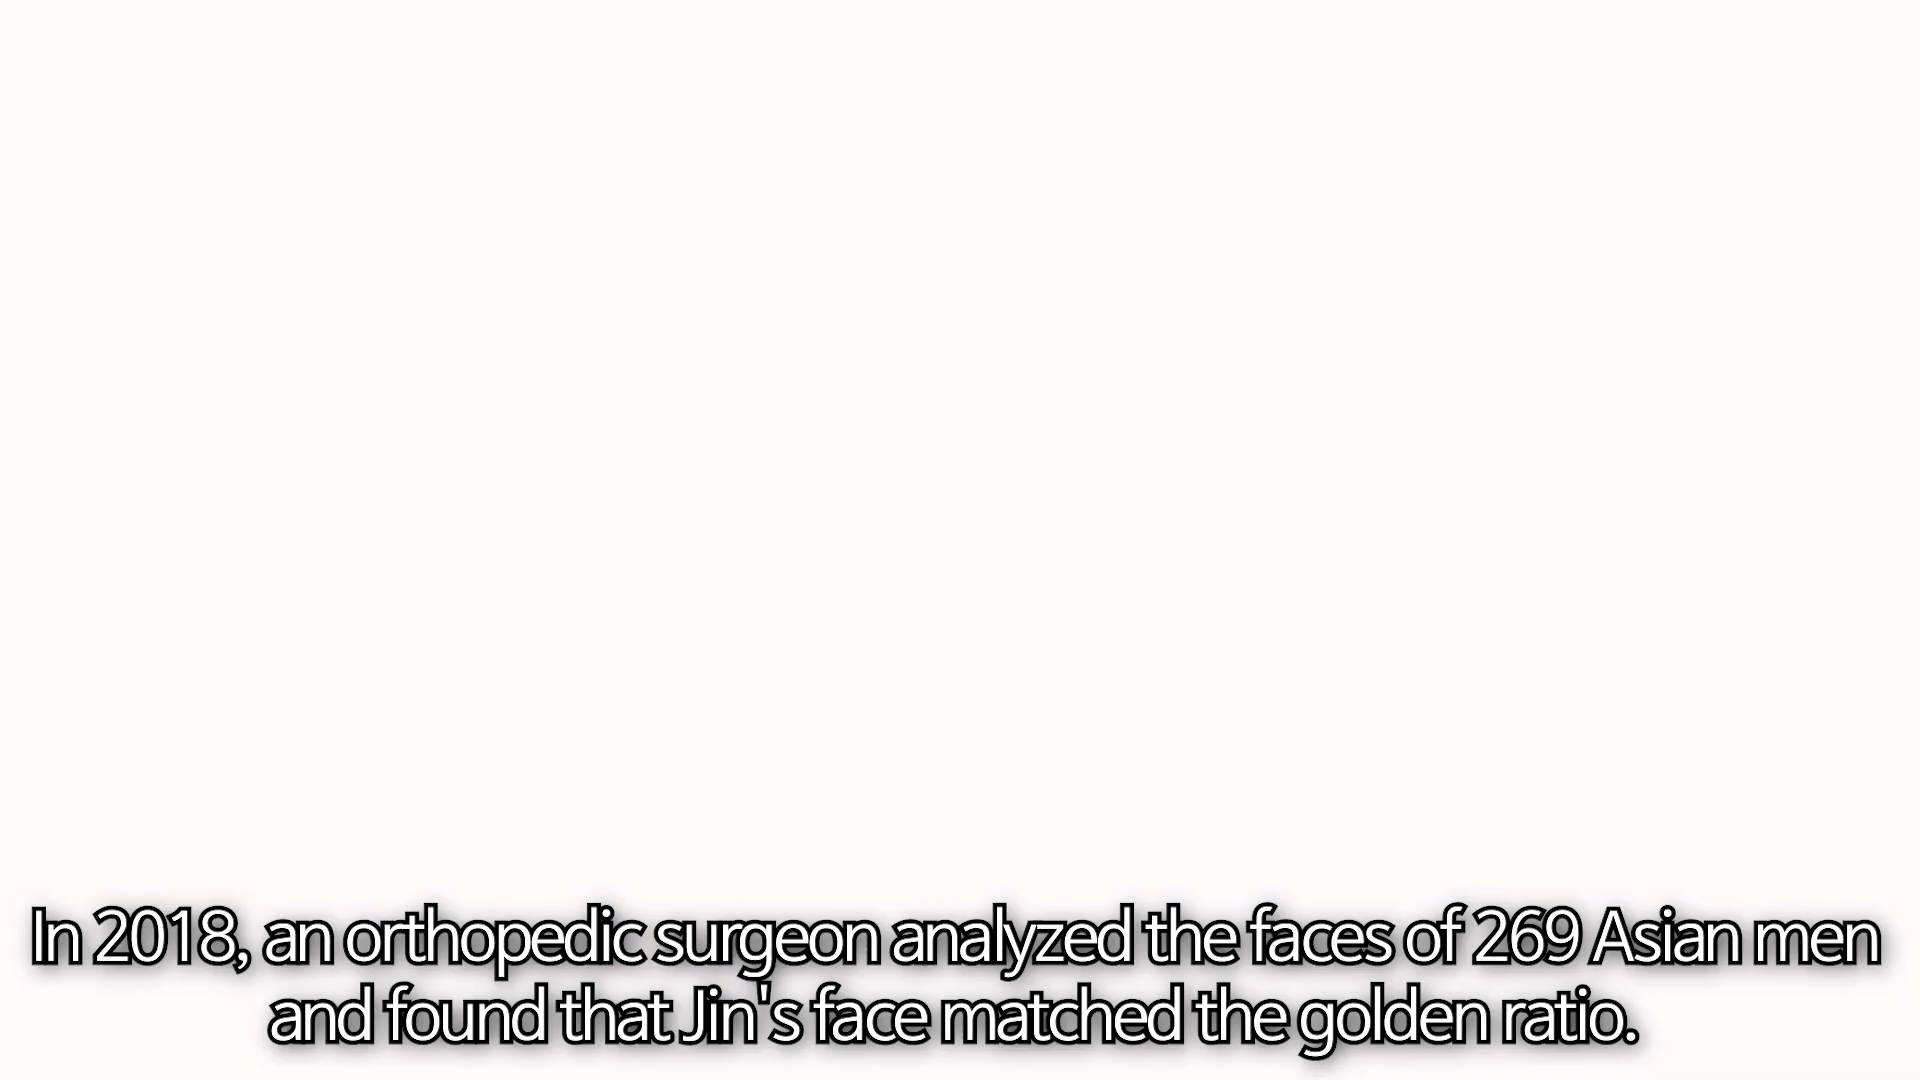 In 2018, an orthopedic surgeon analyzed the faces of 269 Asian men
and found that Jin's face matched the golden ratio.